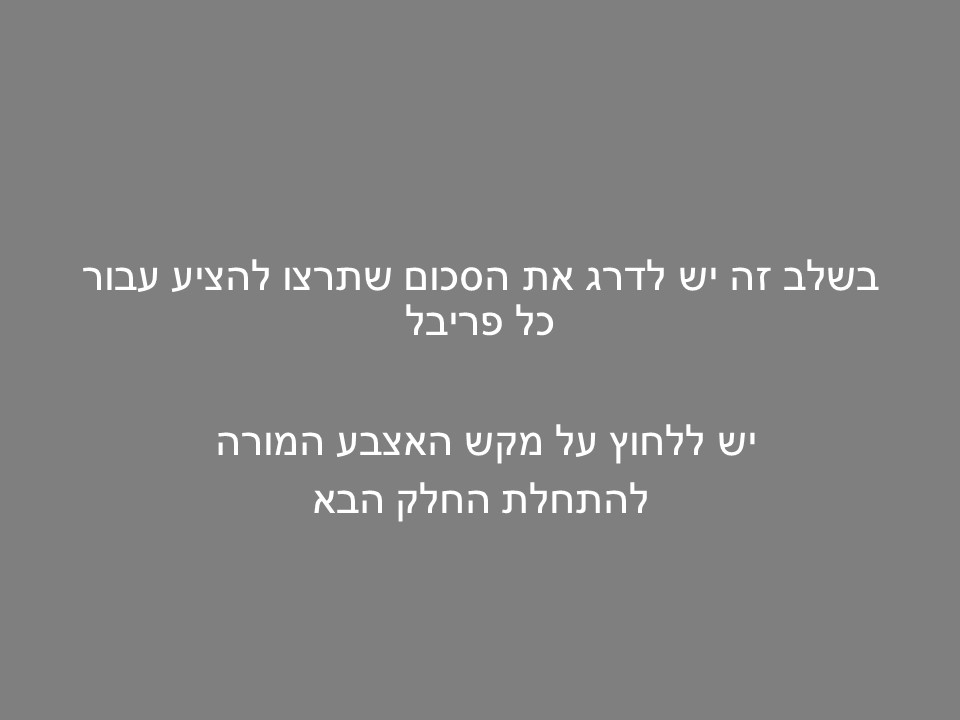 בשלב זה יש לדרג את הסכום שתרצו להציע עבור
כל פריבל
יש ללחוץ על מקש האצבע המורה
להתחלת החלק הבא